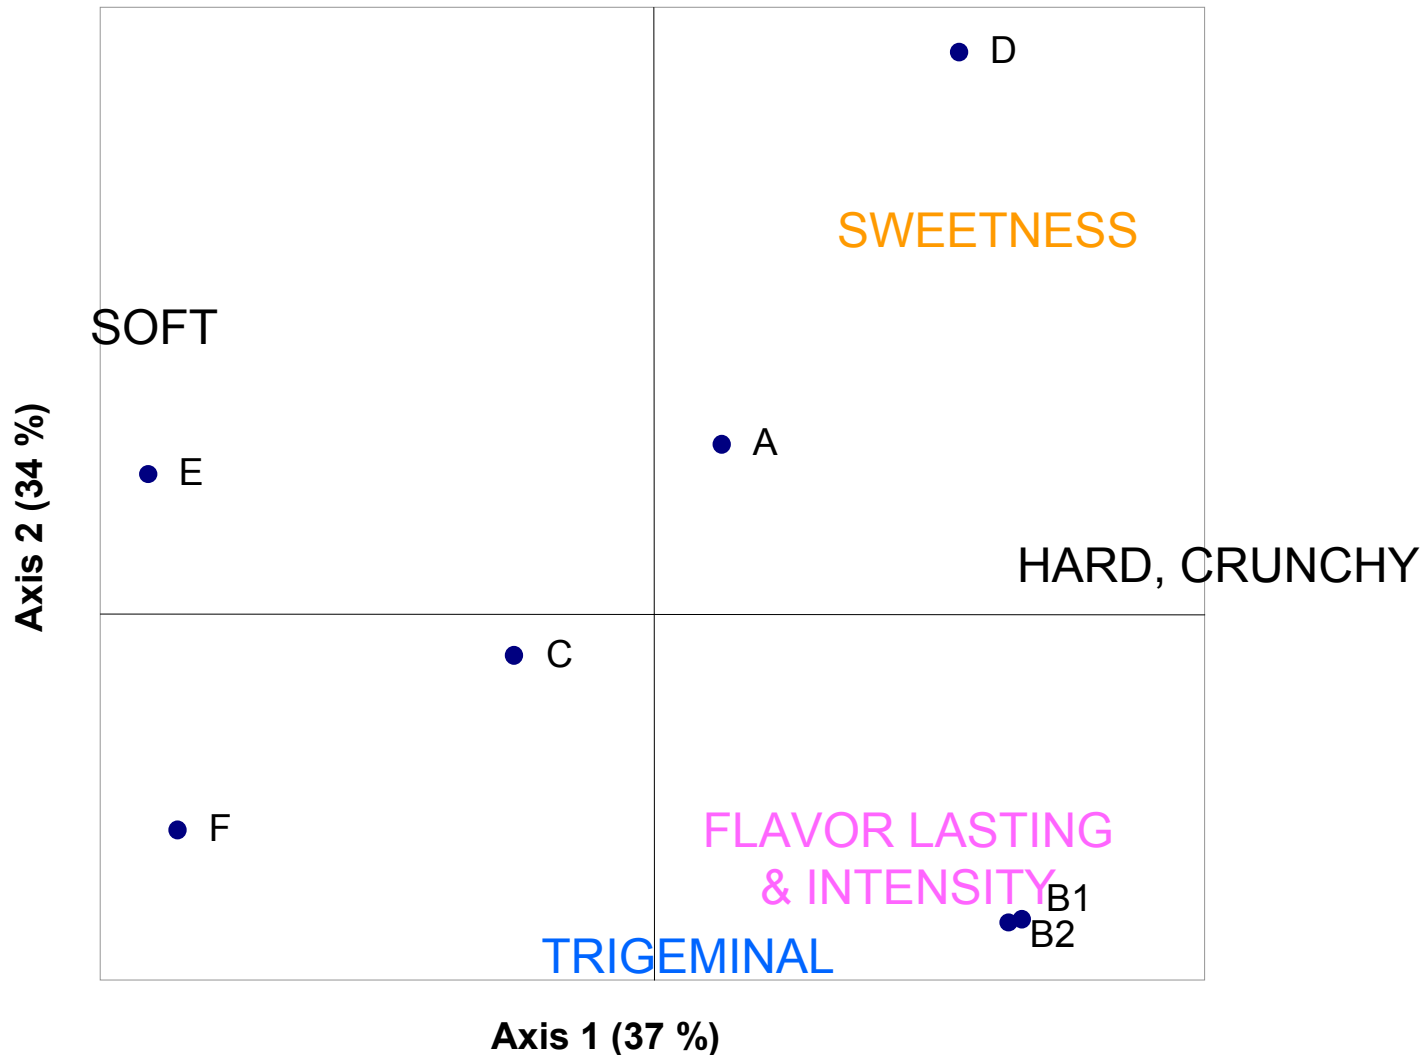 D
SWEETNESS
SOFT
A
E
Axis 2 (34 %)
HARD, CRUNCHY
C
F
FLAVOR LASTING
& INTENSITY
B1
B2
TRIGEMINAL
Axis 1 (37 %)